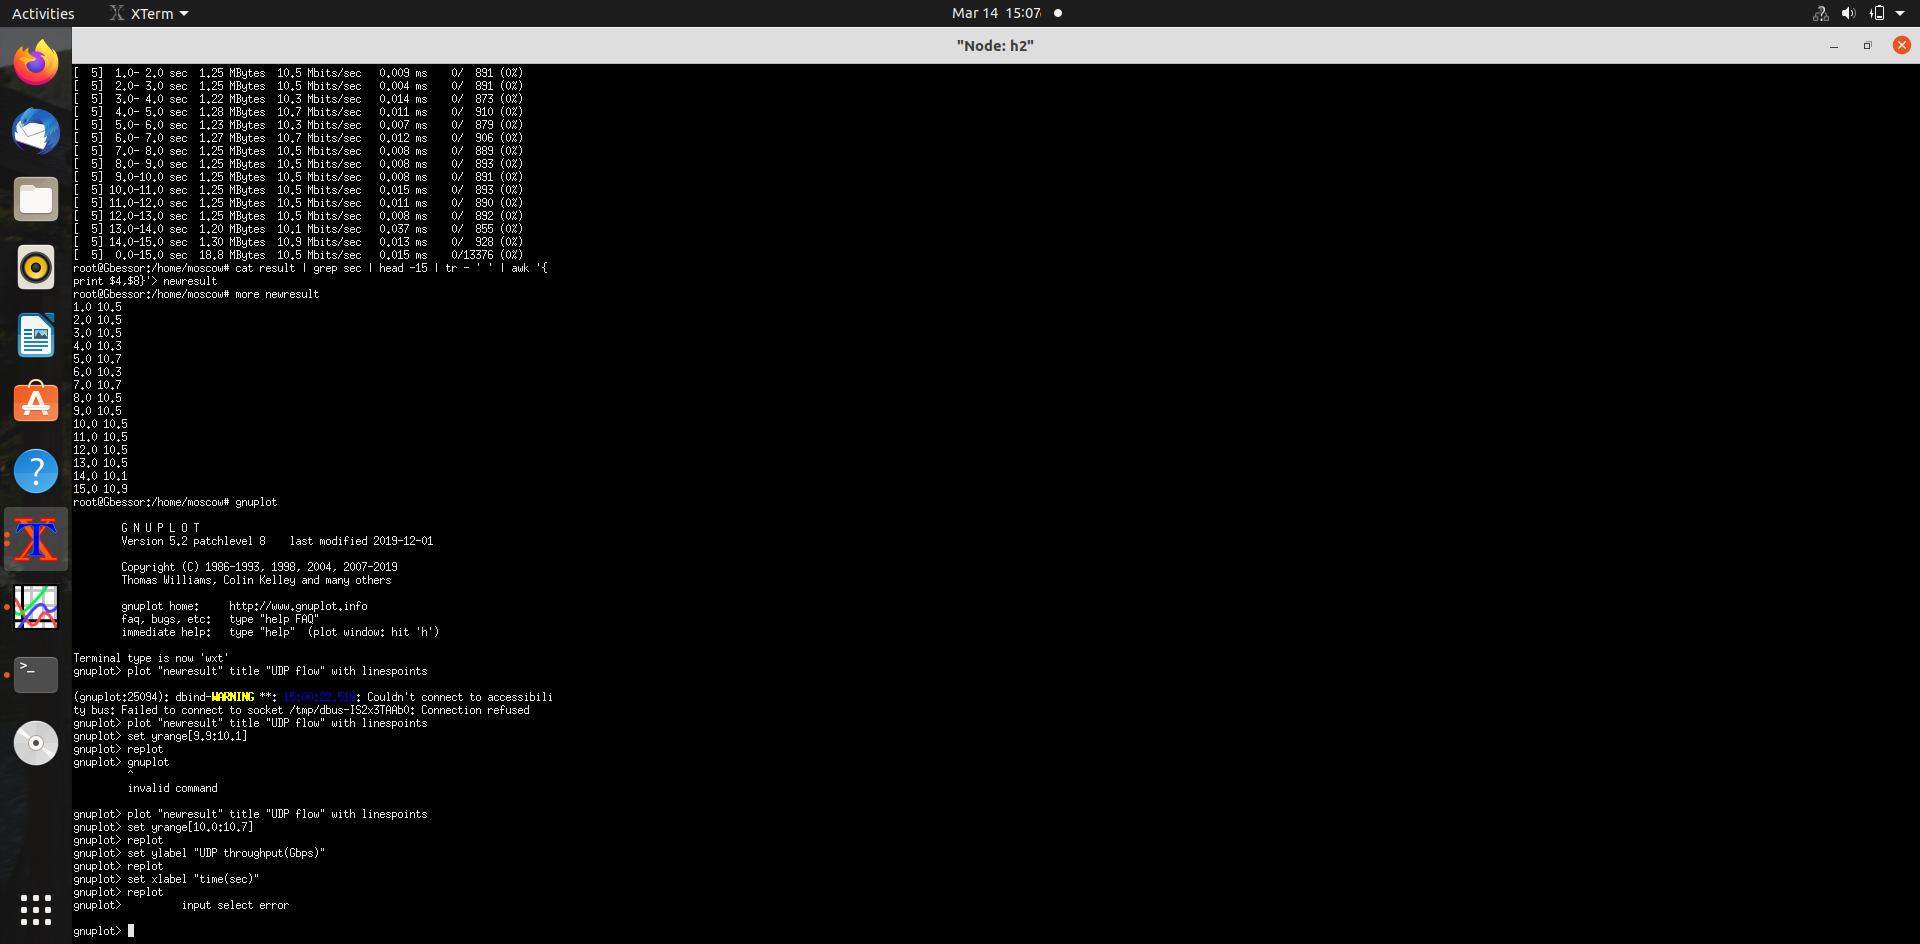 Activities XTerm Mar 14 15:07
"Node: h2"
[  5]  1.0- 2.0 sec  1.25 MBytes  10.5 Mbits/sec   0.009 ms    0/  891 (0%)
[  5]  2.0- 3.0 sec  1.25 MBytes  10.5 Mbits/sec   0.004 ms    0/  891 (0%)
[  5]  3.0- 4.0 sec  1.22 MBytes  10.3 Mbits/sec   0.014 ms    0/  873 (0%)
[  5]  4.0- 5.0 sec  1.28 MBytes  10.7 Mbits/sec   0.011 ms    0/  910 (0%)
[  5]  5.0- 6.0 sec  1.23 MBytes  10.3 Mbits/sec   0.007 ms    0/  879 (0%)
[  5]  6.0- 7.0 sec  1.27 MBytes  10.7 Mbits/sec   0.012 ms    0/  906 (0%)
[  5]  7.0- 8.0 sec  1.25 MBytes  10.5 Mbits/sec   0.008 ms    0/  889 (0%)
[  5]  8.0- 9.0 sec  1.25 MBytes  10.5 Mbits/sec   0.008 ms    0/  893 (0%)
[  5]  9.0-10.0 sec  1.25 MBytes  10.5 Mbits/sec   0.008 ms    0/  891 (0%)
[  5] 10.0-11.0 sec  1.25 MBytes  10.5 Mbits/sec   0.015 ms    0/  893 (0%)
[  5] 11.0-12.0 sec  1.25 MBytes  10.5 Mbits/sec   0.011 ms    0/  890 (0%)
[  5] 12.0-13.0 sec  1.25 MBytes  10.5 Mbits/sec   0.008 ms    0/  892 (0%)
[  5] 13.0-14.0 sec  1.20 MBytes  10.1 Mbits/sec   0.037 ms    0/  855 (0%)
[  5] 14.0-15.0 sec  1.30 MBytes  10.9 Mbits/sec   0.013 ms    0/  928 (0%)
[  5]  0.0-15.0 sec  18.8 MBytes  10.5 Mbits/sec   0.015 ms    0/13376 (0%)
root@Gbessor:/home/moscow# cat result | grep sec | head -15 | tr - ' ' | awk '{
print $4,$8}'> newresult
root@Gbessor:/home/moscow# more newresult
1.0 10.5
2.0 10.5
3.0 10.5
4.0 10.3
5.0 10.7
6.0 10.3
7.0 10.7
8.0 10.5
9.0 10.5
10.0 10.5
11.0 10.5
12.0 10.5
13.0 10.5
14.0 10.1
15.0 10.9
root@Gbessor:/home/moscow# gnuplot
G N U P L O T
Version 5.2 patchlevel 8    last modified 2019-12-01
Copyright (C) 1986-1993, 1998, 2004, 2007-2019
Thomas Williams, Colin Kelley and many others
gnuplot home:     http://www.gnuplot.info
faq, bugs, etc:   type "help FAQ"
immediate help:   type "help"  (plot window: hit 'h')
Terminal type is now 'wxt'
gnuplot> plot "newresult" title "UDP flow" with linespoints
(gnuplot:25094): dbind-WARNING **: 15:00:22.518: Couldn't connect to accessibili
ty bus: Failed to connect to socket /tmp/dbus-IS2x3TAAbO: Connection refused
gnuplot> plot "newresult" title "UDP flow" with linespoints
gnuplot> set yrange[9.9:10.1]
gnuplot> replot
gnuplot> gnuplot
^
invalid command
gnuplot> plot "newresult" title "UDP flow" with linespoints
gnuplot> set yrange[10.0:10.7]
gnuplot> replot
gnuplot> set ylabel "UDP throughput(Gbps)"
gnuplot> replot
gnuplot> set xlabel "time(sec)"
gnuplot> replot
gnuplot>          input select error
gnuplot>